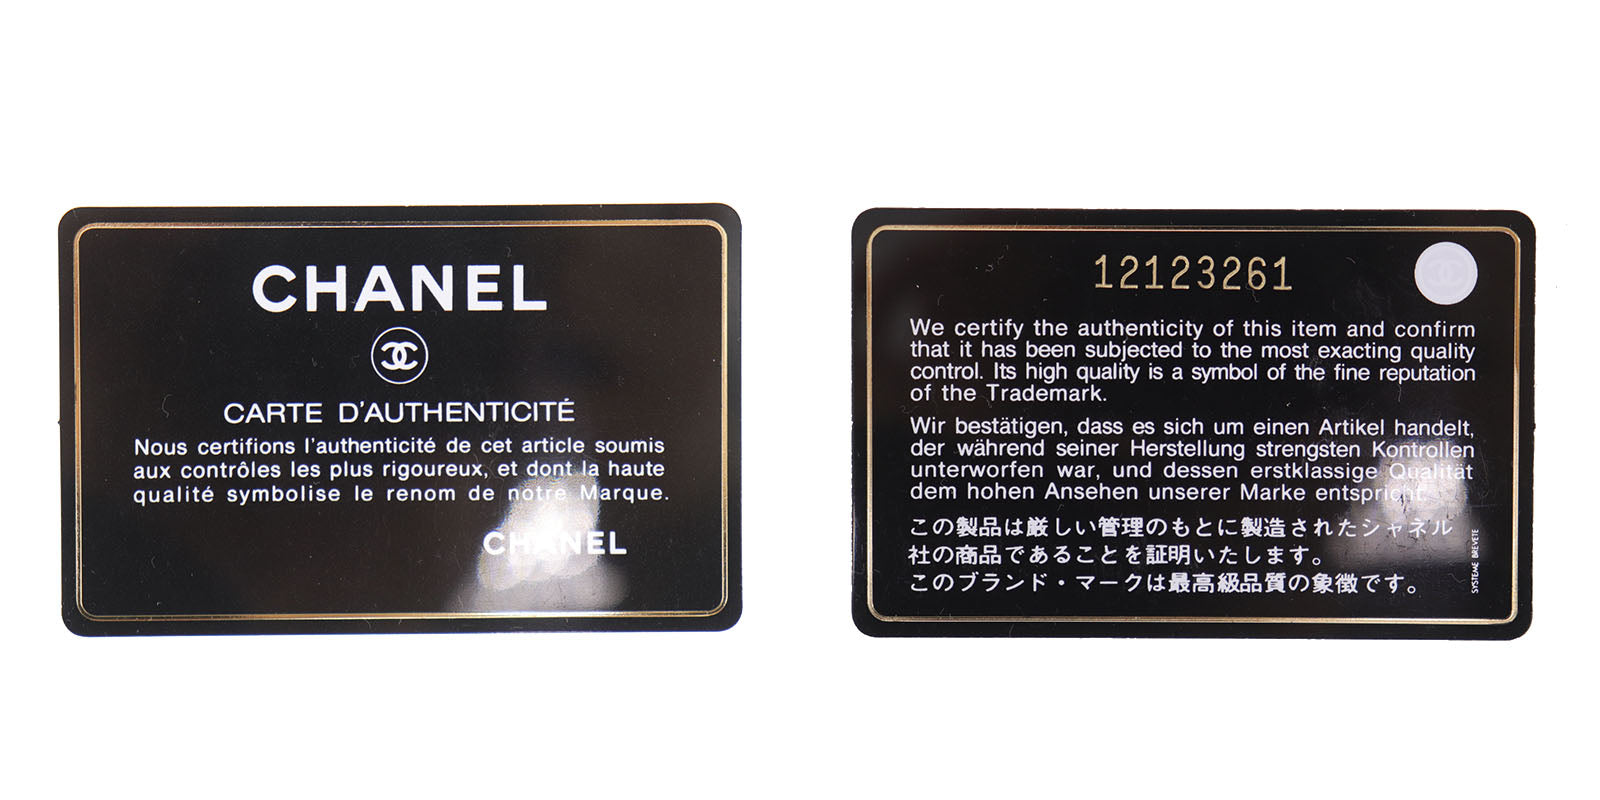 CHANEL
CARTE D'AUTHENTICITÉ
Nous certifions l'authenticité de cet article soumis
aux contrôles les plus rigoureux, et dont la haute
qualité symbolise le renom de notre Marque.
CHANEL
12123261
We certify the authenticity of this item and confirm
that it has been subjected to the most exacting quality
control. Its high quality is a symbol of the fine reputation
of the Trademark.
Wir bestätigen, dass es sich um einen Artikel handelt,
der während seiner Herstellung strengsten Kontrollen
unterworfen war, und dessen erstklassige Qualität
dem hohen Ansehen unserer Marke entspricht.
この製品は厳しい管理のもとに製造されたシャネル
社の商品であることを証明いたします。
このブランド・マークは最高級品質の象徴です。
SYSTEME BREVETE